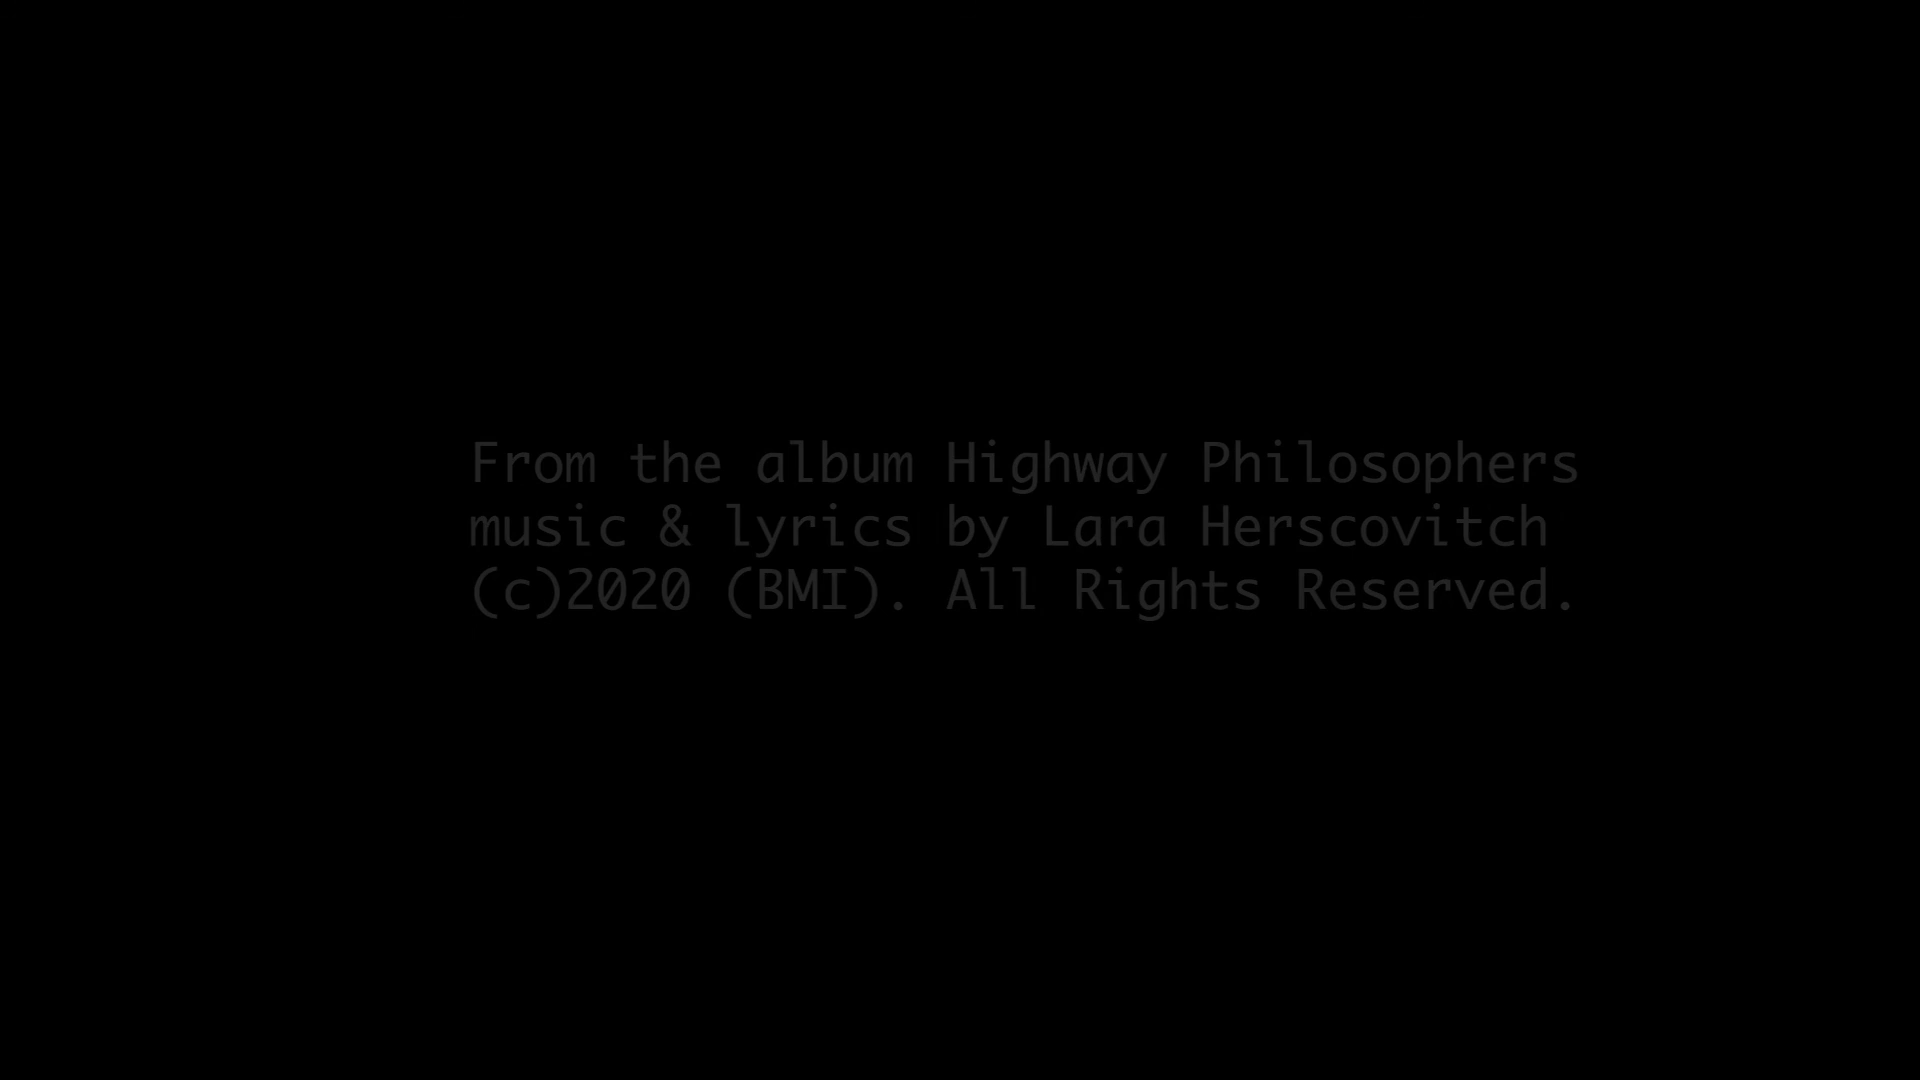 From the album Highway Philosophers
music & lyrics by Lara Herscovitch
(c)2020 (BMI). All Rights Reserved.